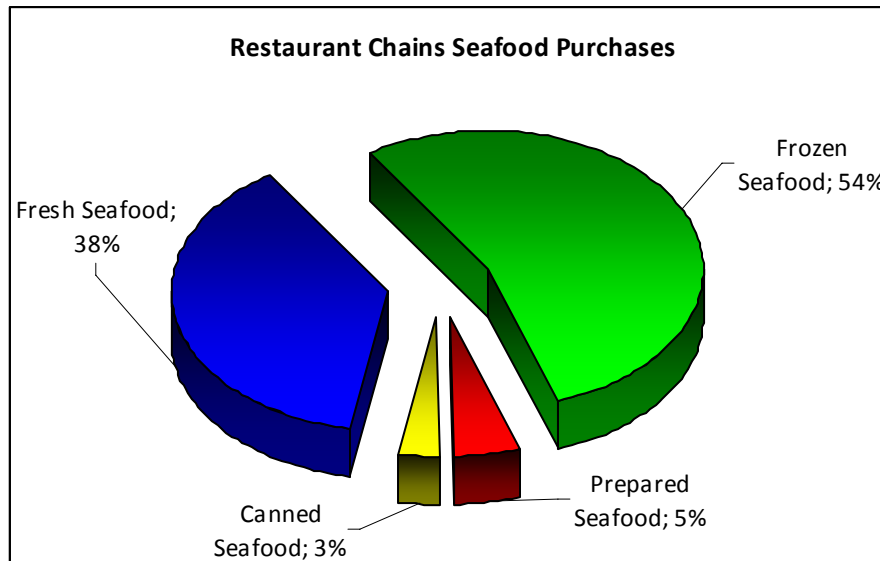 Restaurant Chains Seafood Purchases
Frozen
Seafood; 54%
Fresh Seafood;
38%
Prepared
Seafood; 5%
Canned
Seafood; 3%